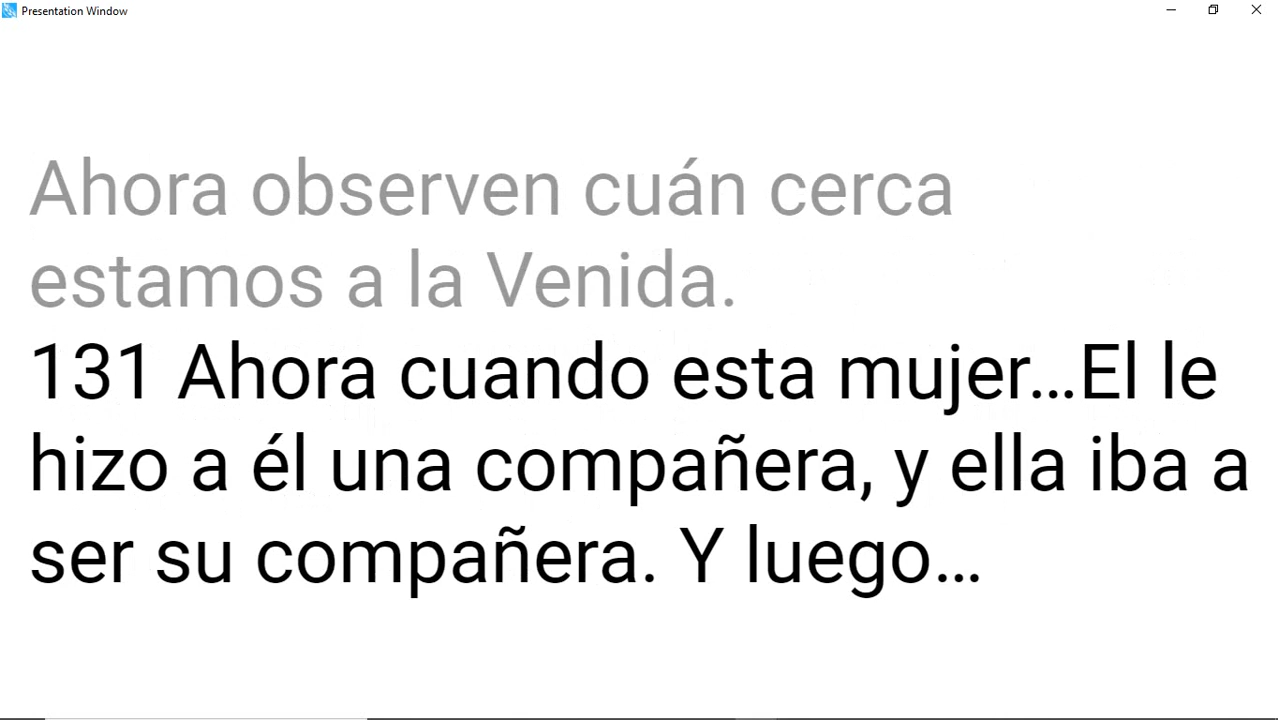 Presentation Window
Ahora observen cuán cerca
estamos a la Venida.
131 Ahora cuando esta mujer...El le
hizo a él una compañera, y ella iba a
ser su compañera. Y luego...